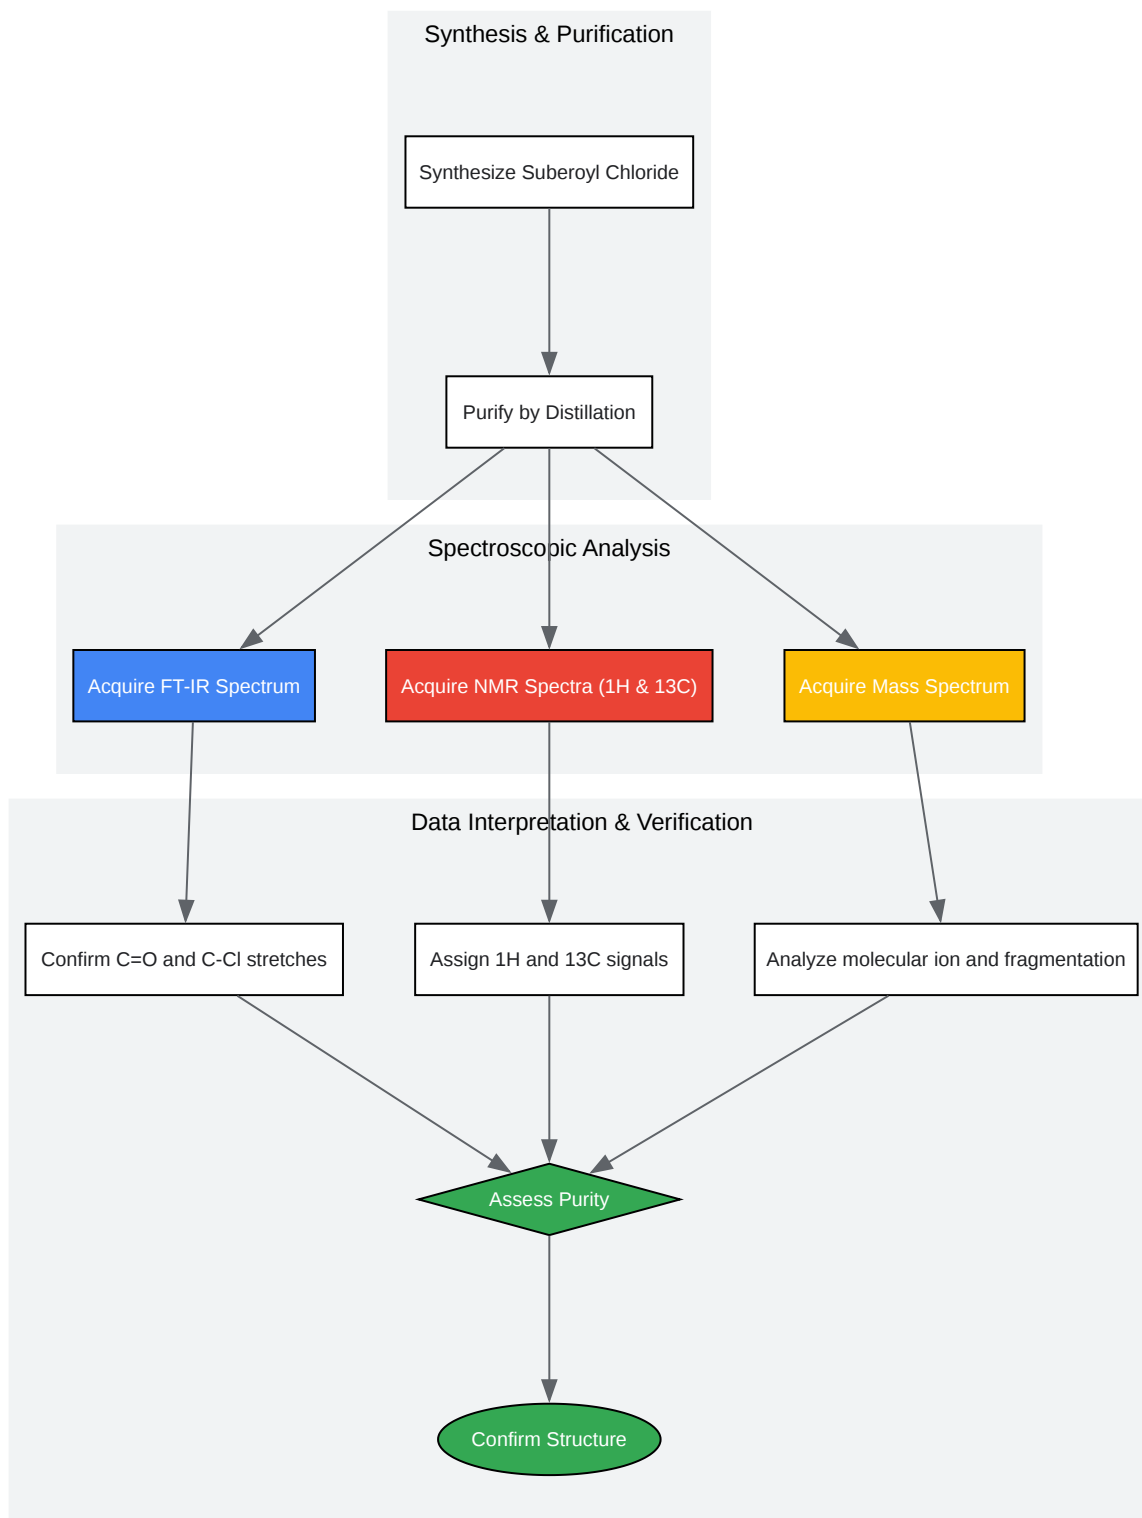 Synthesis & Purification
Synthesize Suberoyl Chloride
Purify by Distillation
Spectroscopic Analysis
Acquire FT-IR Spectrum
Acquire NMR Spectra (1H & 13C)
Acquire Mass Spectrum
Data Interpretation & Verification
Confirm C=O and C-Cl stretches
Assign 1H and 13C signals
Analyze molecular ion and fragmentation
Assess Purity
Confirm Structure